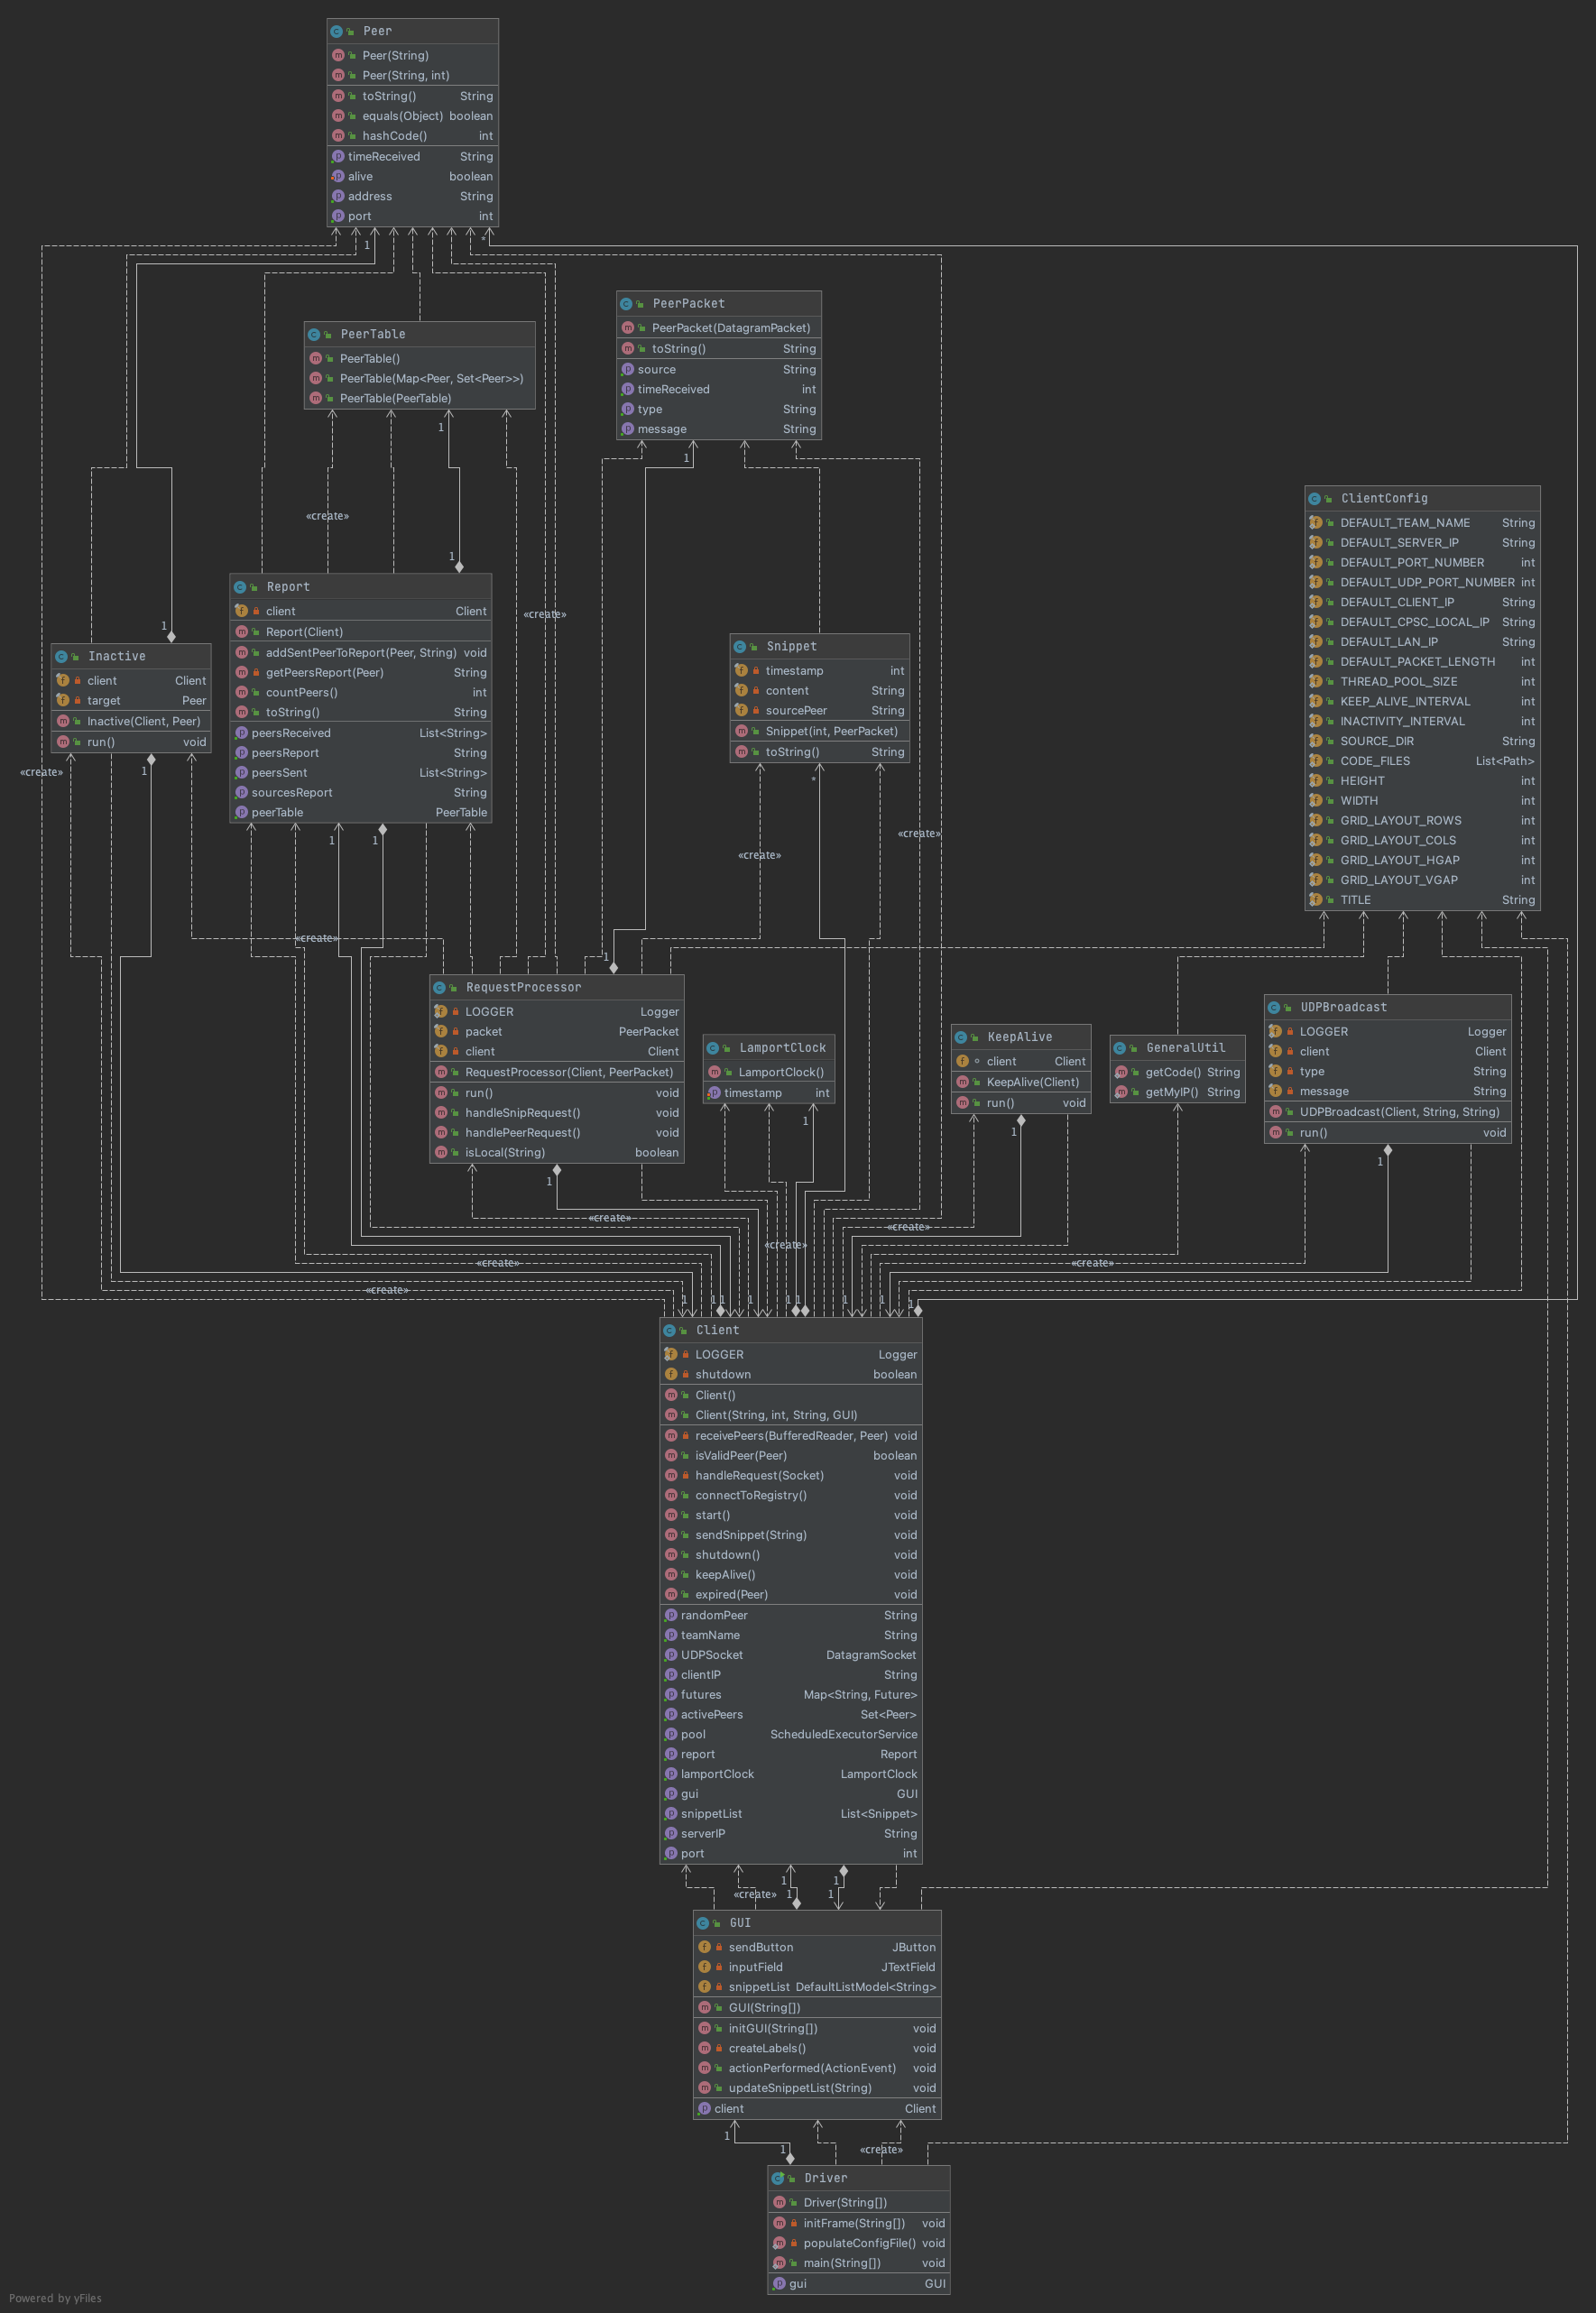 Peer
Peer(String)
Peer(String, int)
toString() String
equals(Object) boolean
hashCode() int
timeReceived String
alive boolean
address String
port int
1
*
PeerPacket
PeerPacket(DatagramPacket)
toString() String
source String
timeReceived int
type String
message String
1
PeerTable
PeerTable()
PeerTable(Map<Peer, Set<Peer>>)
PeerTable(PeerTable)
1
«create»
1
ClientConfig
DEFAULT_TEAM_NAME String
DEFAULT_SERVER_IP String
DEFAULT_PORT_NUMBER int
DEFAULT_UDP_PORT_NUMBER int
DEFAULT_CLIENT_IP String
DEFAULT_CPSC_LOCAL_IP String
DEFAULT_LAN_IP String
DEFAULT_PACKET_LENGTH int
THREAD_POOL_SIZE int
KEEP_ALIVE_INTERVAL int
INACTIVITY_INTERVAL int
SOURCE_DIR String
CODE_FILES List<Path>
HEIGHT int
WIDTH int
GRID_LAYOUT_ROWS int
GRID_LAYOUT_COLS int
GRID_LAYOUT_HGAP int
GRID_LAYOUT_VGAP int
TITLE String
Report
client Client
Report(Client)
addSentPeerToReport(Peer, String) void
getPeersReport(Peer) String
countPeers() int
toString() String
peersReceived List<String>
peersReport String
peersSent List<String>
sourcesReport String
peerTable PeerTable
1
1
«create»
1
Inactive
client Client
target Peer
Inactive(Client, Peer)
run() void
«create»
1
Snippet
timestamp int
content String
sourcePeer String
Snippet(int, PeerPacket)
toString() String
*
«create»
«create»
«create»
1
RequestProcessor
LOGGER Logger
packet PeerPacket
client Client
RequestProcessor(Client, PeerPacket)
run() void
handleSnipRequest() void
handlePeerRequest() void
isLocal(String) boolean
1
LamportClock
LamportClock()
timestamp int
1
KeepAlive
client Client
KeepAlive(Client)
run() void
1
GeneralUtil
getCode() String
getMyIP() String
UDPBroadcast
LOGGER Logger
client Client
type String
message String
UDPBroadcast(Client, String, String)
run() void
1
«create»
«create»
«create»
«create»
«create»
«create»
1
1
1
1
1
1
1
1
1
Client
LOGGER Logger
shutdown boolean
Client()
Client(String, int, String, GUI)
receivePeers(BufferedReader, Peer) void
isValidPeer(Peer) boolean
handleRequest(Socket) void
connectToRegistry() void
start() void
sendSnippet(String) void
shutdown() void
keepAlive() void
expired(Peer) void
randomPeer String
teamName String
UDPSocket DatagramSocket
clientIP String
futures Map<String, Future>
activePeers Set<Peer>
pool ScheduledExecutorService
report Report
lamportClock LamportClock
gui GUI
snippetList List<Snippet>
serverIP String
port int
1
1
«create»
1
1
GUI
sendButton JButton
inputField JTextField
snippetList DefaultListModel<String>
GUI(String[])
initGUI(String[]) void
createLabels() void
actionPerformed(ActionEvent) void
updateSnippetList(String) void
client Client
1
1
«create»
Driver
Driver(String[])
initFrame(String[]) void
populateConfigFile() void
main(String[]) void
gui GUI
Powered by yFiles